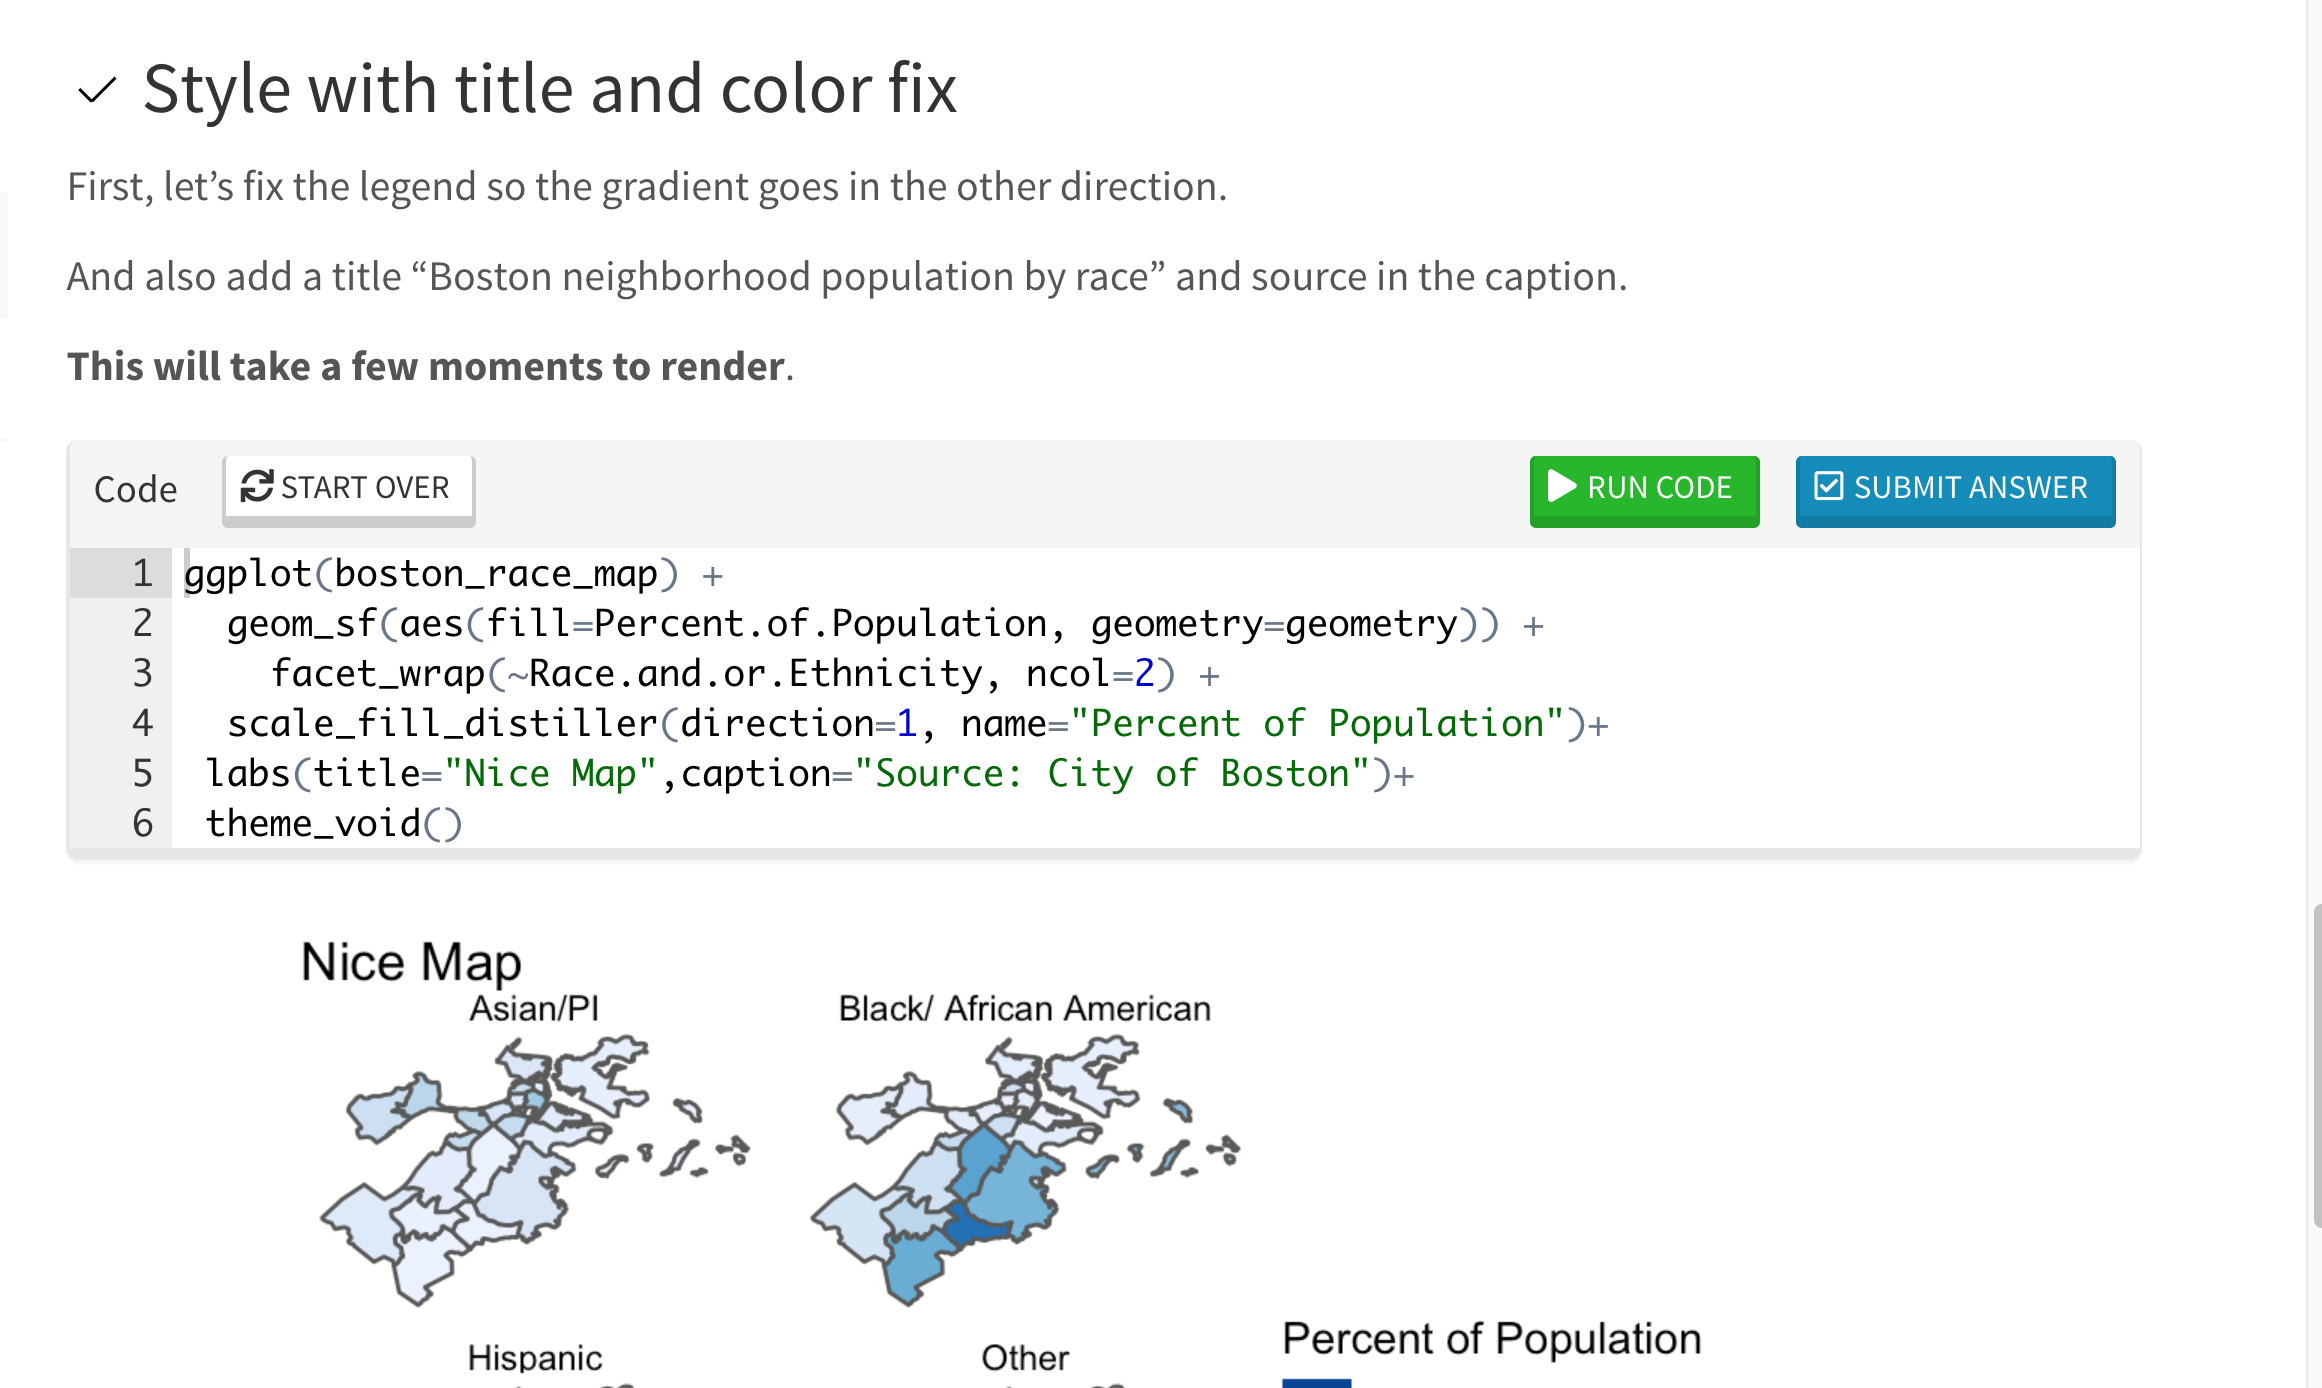 Style with title and color fix
First, let’s fix the legend so the gradient goes in the other direction.
And also add a title “Boston neighborhood population by race” and source in the caption.
This will take a few moments to render.
Code
START OVER
RUN CODE
SUBMIT ANSWER
1 ggplot(boston_race_map) +
2   geom_sf(aes(fill=Percent.of.Population, geometry=geometry)) +
3     facet_wrap(~Race.and.or.Ethnicity, ncol=2) +
4   scale_fill_distiller(direction=1, name="Percent of Population")+
5  labs(title="Nice Map",caption="Source: City of Boston")+
6  theme_void()
Nice Map
Asian/PI
Black/ African American
Hispanic
Other
Percent of Population